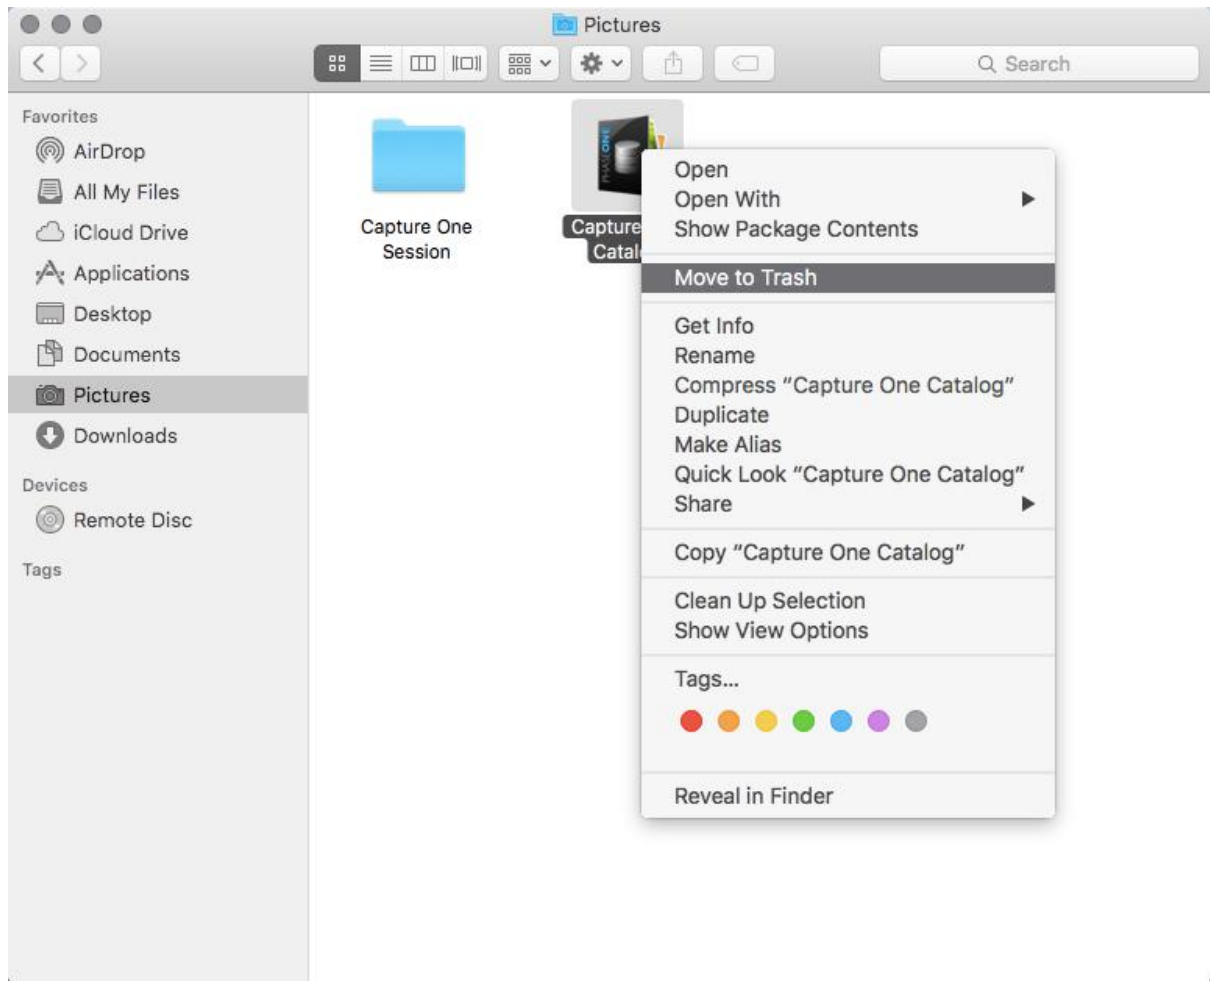 Pictures
Search
Favorites
AirDrop
All My Files
iCloud Drive
Applications
Desktop
Documents
Pictures
Downloads
Devices
Remote Disc
Tags
Capture One
Session
PHASEONE
Capture
Open
Open With
Show Package Contents
Move to Trash
Get Info
Rename
Compress “Capture One Catalog”
Duplicate
Make Alias
Quick Look “Capture One Catalog”
Share
Copy “Capture One Catalog”
Clean Up Selection
Show View Options
Tags...
Reveal in Finder